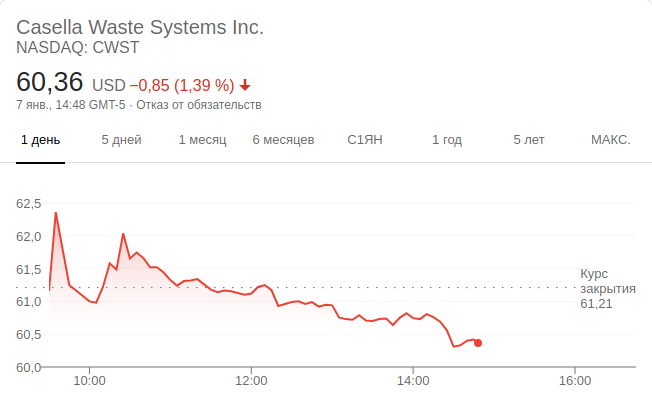 Casella Waste Systems Inc.
NASDAQ: CWST
60,36 USD −0,85 (1,39 %)
7 янв., 14:48 GMT-5 · Отказ от обязательств
1 день 5 дней 1 месяц 6 месяцев С1ЯН 1 год 5 лет МАКС.
62,5
62,0
61,5
61,0
60,5
60,0
Курс
закрытия
61,21
10:00 12:00 14:00 16:00